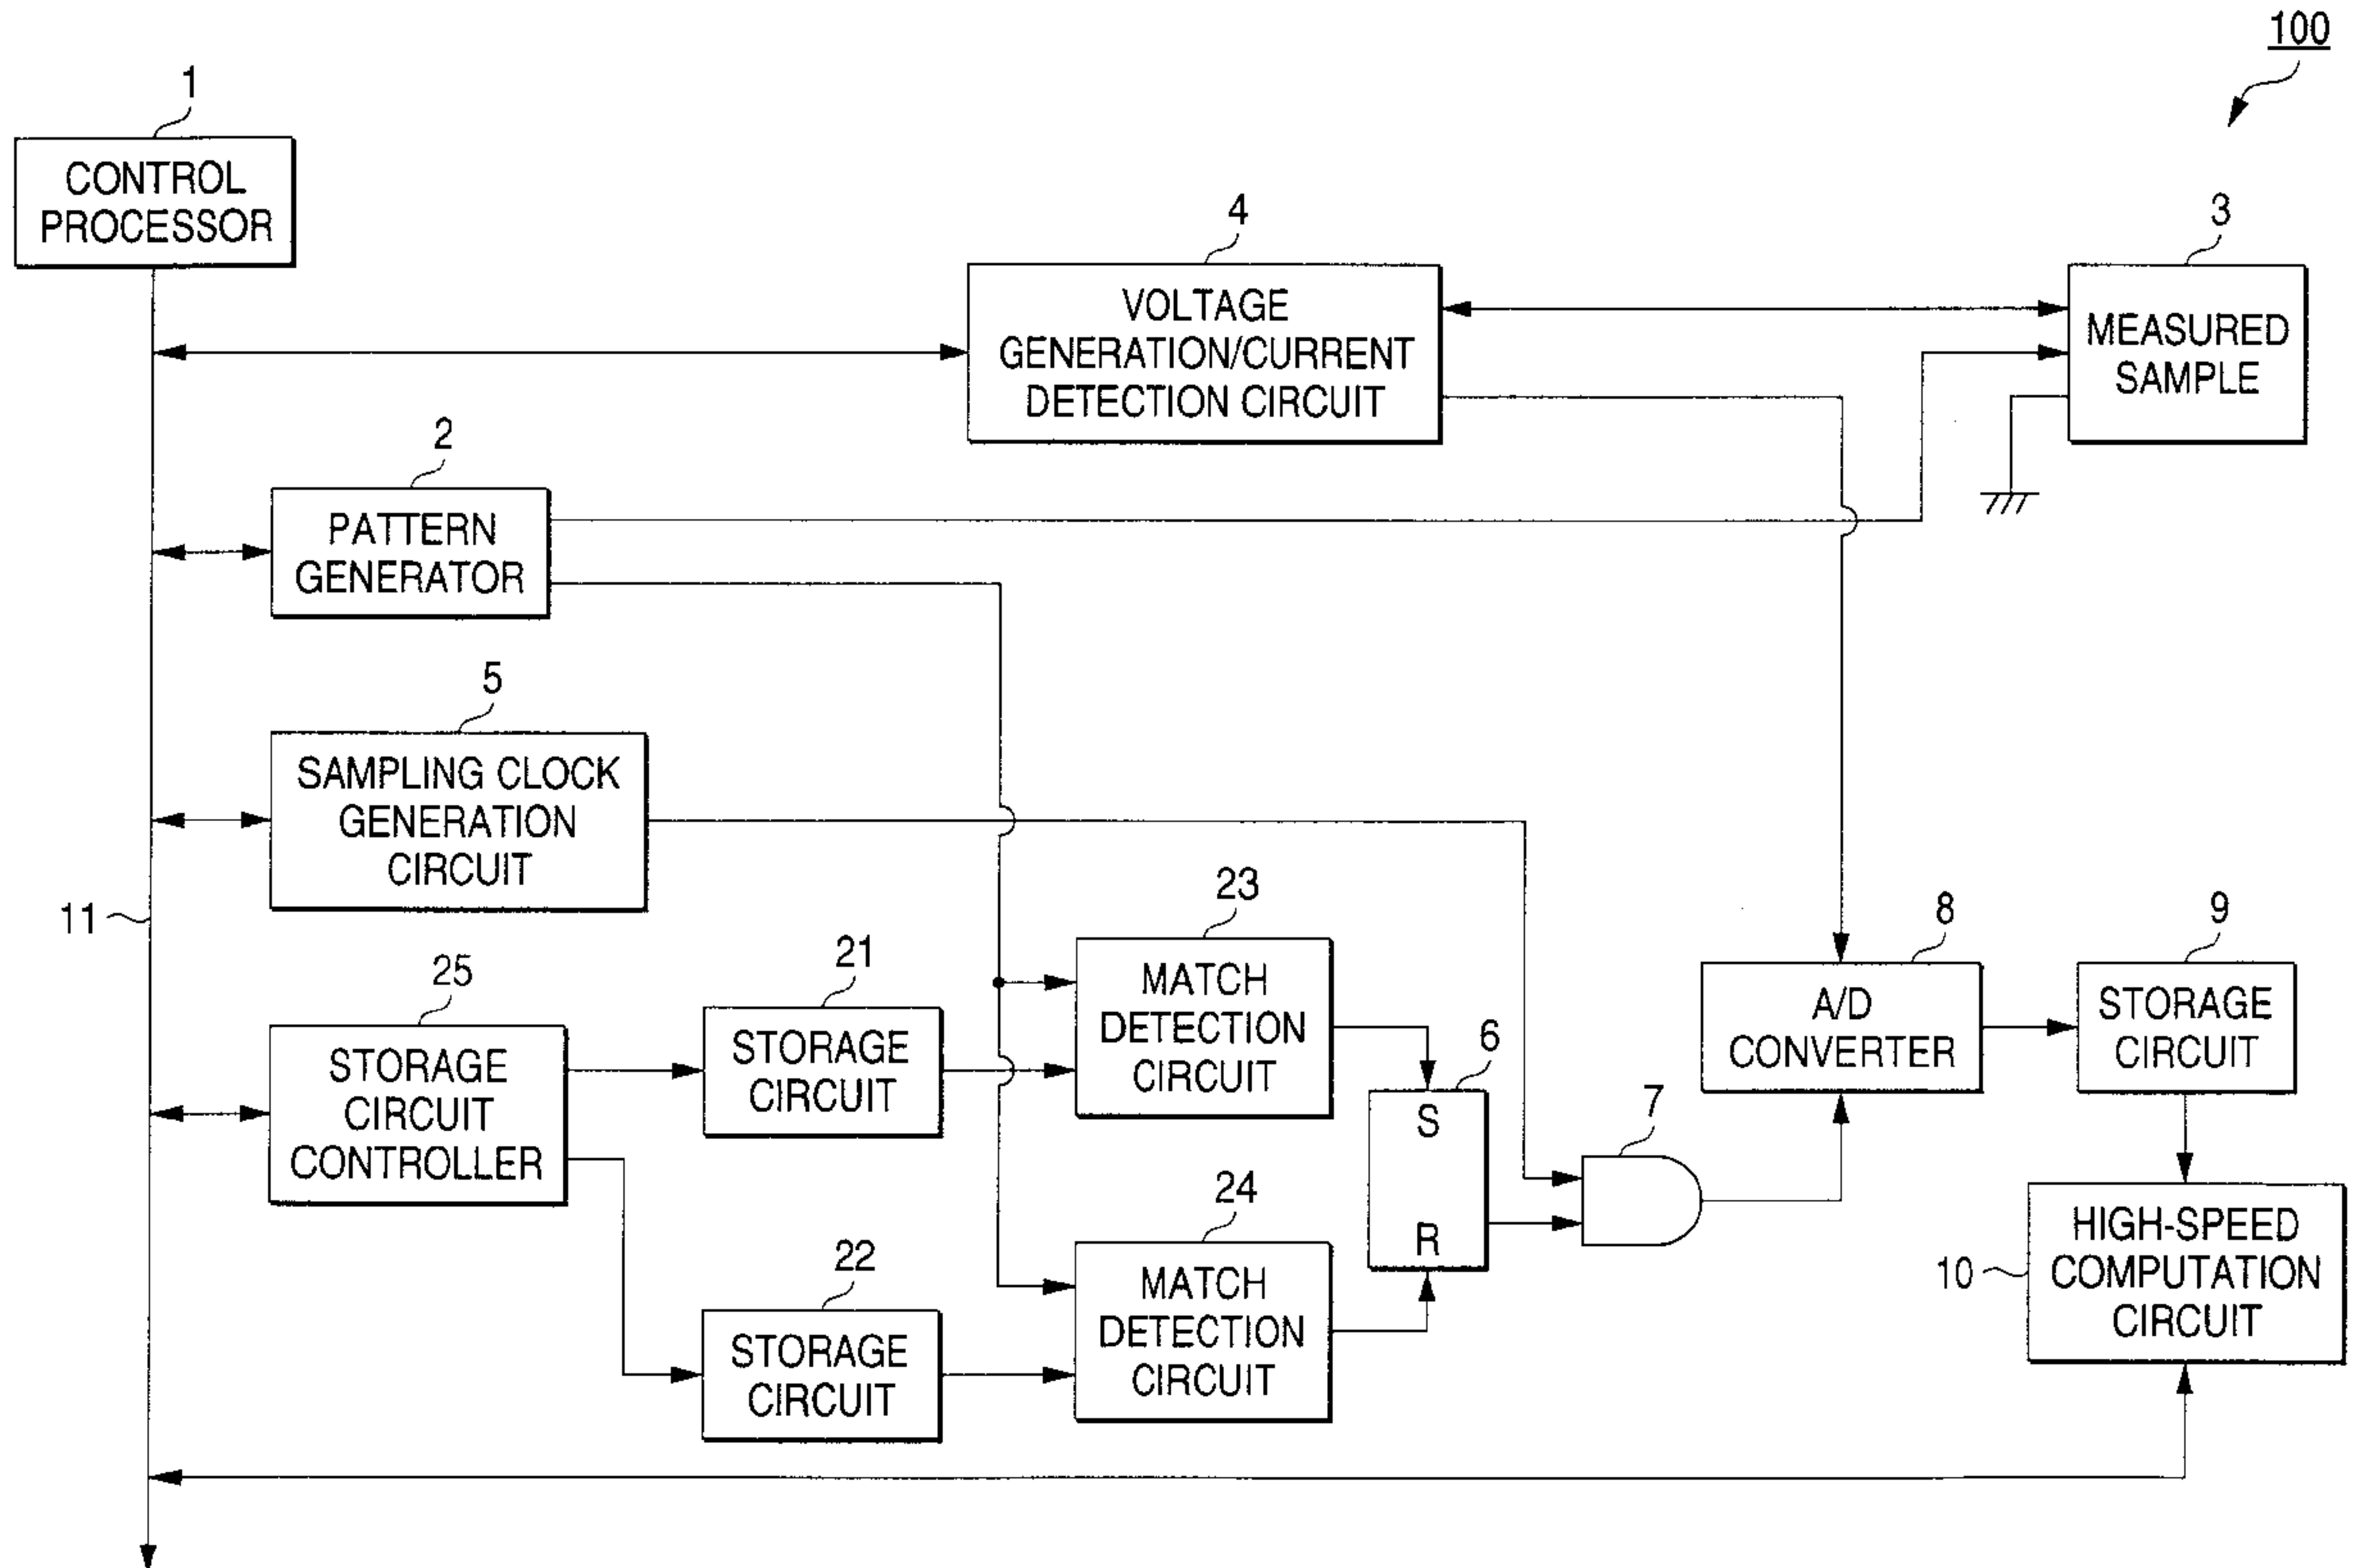 100
1
CONTROL
PROCESSOR
4
VOLTAGE
GENERATION/CURRENT
DETECTION CIRCUIT
3
MEASURED
SAMPLE
2
PATTERN
GENERATOR
5
SAMPLING CLOCK
GENERATION
CIRCUIT
11
25
STORAGE
CIRCUIT
CONTROLLER
21
STORAGE
CIRCUIT
23
MATCH
DETECTION
CIRCUIT
22
STORAGE
CIRCUIT
24
MATCH
DETECTION
CIRCUIT
6
S
R
7
8
A/D
CONVERTER
9
STORAGE
CIRCUIT
10
HIGH-SPEED
COMPUTATION
CIRCUIT